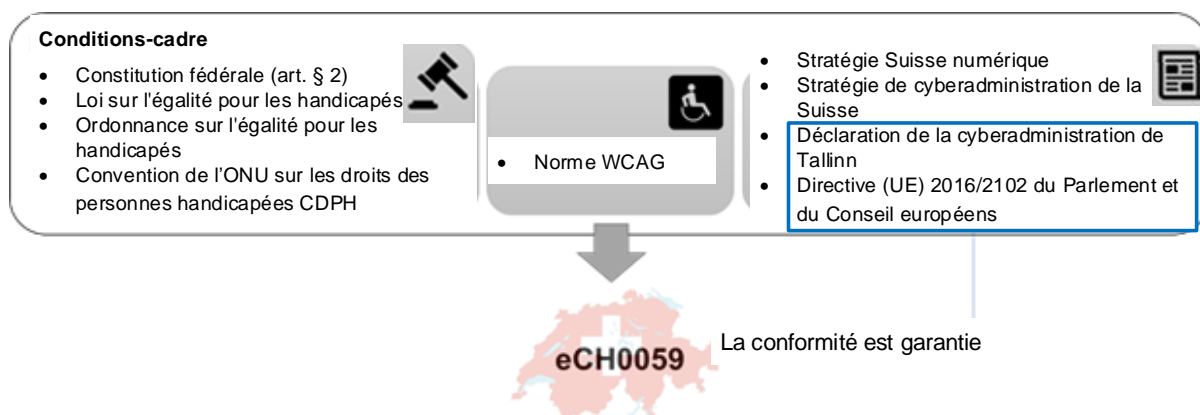 Conditions-cadre
• Constitution fédérale (art. § 2)
• Loi sur l'égalité pour les handicapés
• Ordonnance sur l'égalité pour les
handicapés
• Convention de l'ONU sur les droits des
personnes handicapées CDPH
• Norme WCAG
• Stratégie Suisse numérique
• Stratégie de cyberadministration de la
Suisse
• Déclaration de la cyberadministration de
Tallinn
• Directive (UE) 2016/2102 du Parlement et
du Conseil européens
eCH0059
La conformité est garantie